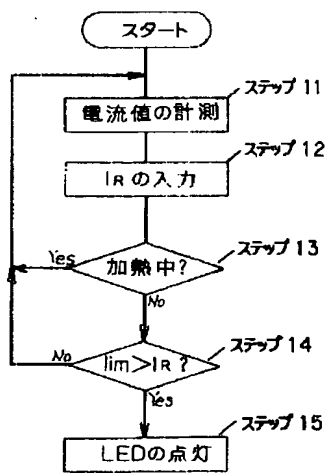 スタート
ステップ 11
電流値の計測
ステップ 12
IRの入力
ステップ 13
加熱中?
Yes
No
ステップ 14
lim>IR?
No
Yes
ステップ 15
LEDの点灯